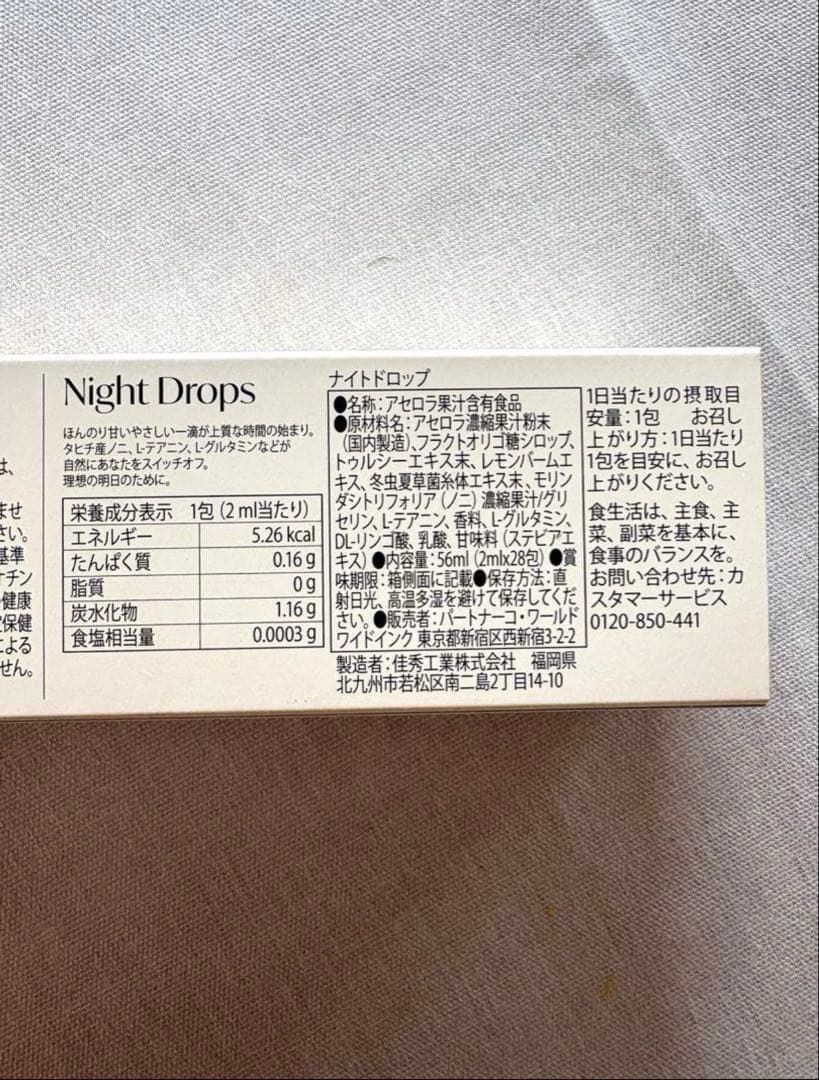 は、
ませ
さい。
基準
チン
健康
保健
よる
せん。
Night Drops
ほんのり甘いやさしい一滴が上質な時間の始まり。
タヒチ産ノニ、L-テアニン、L-グルタミンなどが
自然にあなたをスイッチオフ。
理想の明日のために。
栄養成分表示 1包（2 ml当たり）
エネルギー 5.26 kcal
たんぱく質 0.16 g
脂質 0 g
炭水化物 1.16 g
食塩相当量 0.0003 g
ナイトドロップ
●名称：アセロラ果汁含有食品
●原材料名：アセロラ濃縮果汁粉末
（国内製造）、フラクトオリゴ糖シロップ、
トゥルシーエキス末、レモンバームエ
キス、冬虫夏草菌糸体エキス末、モリン
ダシトリフォリア（ノニ）濃縮果汁/グリ
セリン、L-テアニン、香料、L-グルタミン、
DL-リンゴ酸、乳酸、甘味料（ステビアエ
キス）●内容量：56ml（2mlx28包）●賞
味期限：箱側面に記載●保存方法：直
射日光、高温多湿を避けて保存してくだ
さい。●販売者：パートナーコ・ワールド
ワイドインク 東京都新宿区西新宿3-2-2
製造者：佳秀工業株式会社 福岡県
北九州市若松区南二島2丁目14-10
1日当たりの摂取目
安量：1包 お召し
上がり方：1日当たり
1包を目安に、お召し
上がりください。
食生活は、主食、主
菜、副菜を基本に、
食事のバランスを。
お問い合わせ先：カ
スタマーサービス
0120-850-441